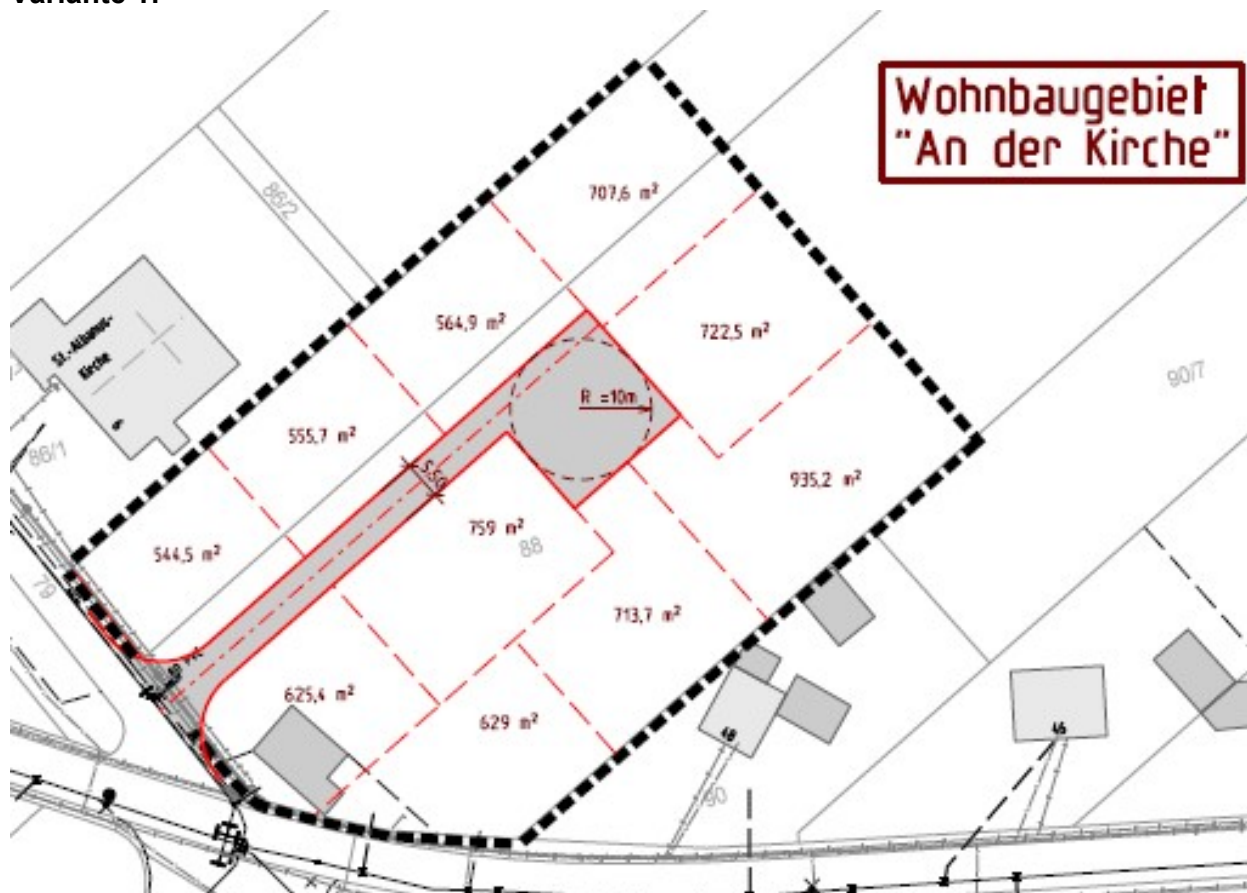 Variante 1:
Wohnbaugebiet
"An der Kirche"
707,6 m²
86/2
564,9 m²
722,5 m²
St.-Albanus-
Kirche
R =10m
90/7
555,7 m²
86/1
5.50
935,2 m²
759 m²
88
544,5 m²
79
713,7 m²
625,4 m²
629 m²
48
46
90